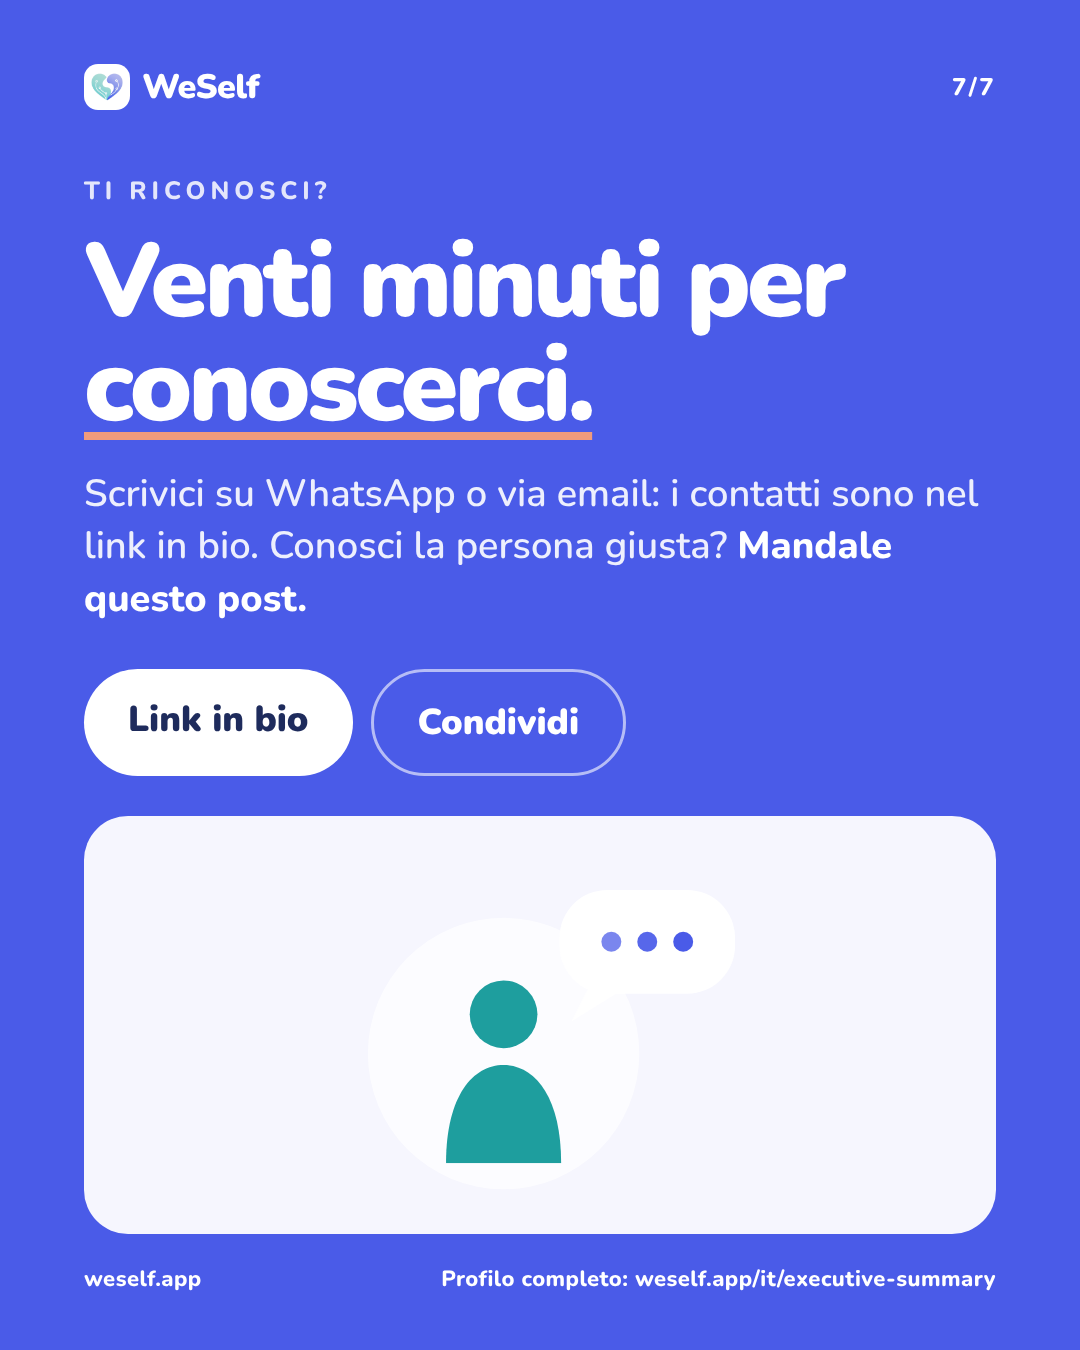 WeSelf
7/7
TI RICONOSCI?
Venti minuti per
conoscerci.
Scrivici su WhatsApp o via email: i contatti sono nel
link in bio. Conosci la persona giusta? Mandale
questo post.
Link in bio
Condividi
weself.app
Profilo completo: weself.app/it/executive-summary